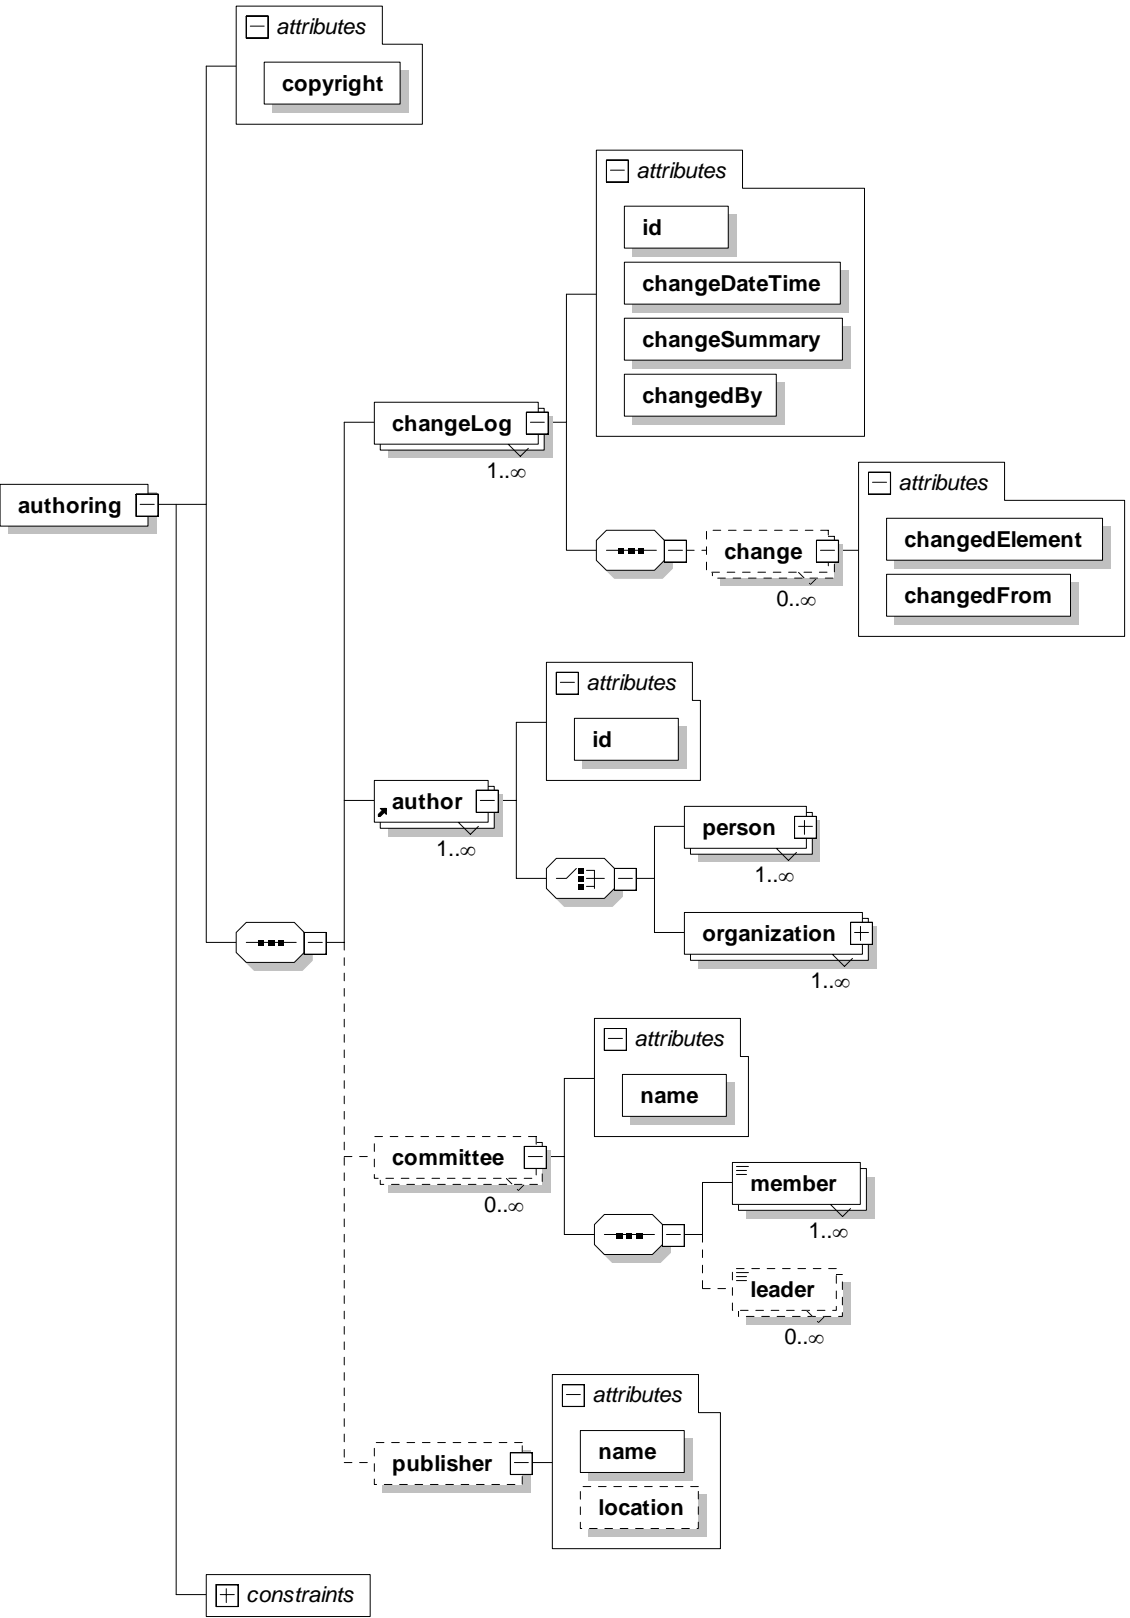 attributes
copyright
attributes
id
changeDateTime
changeSummary
changedBy
changeLog
1..∞
attributes
authoring
changedElement
change
changedFrom
0..∞
attributes
id
author
person
1..∞
1..∞
organization
1..∞
attributes
name
committee
member
0..∞
1..∞
leader
0..∞
attributes
name
publisher
location
constraints